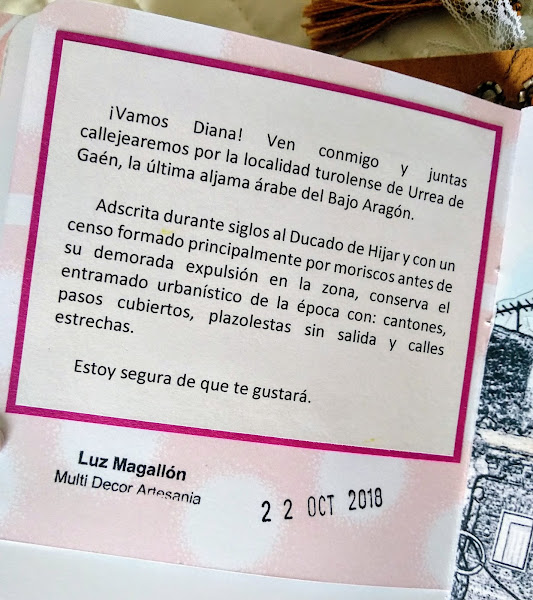 ¡Vamos Diana! Ven conmigo y juntas
callejearemos por la localidad turolense de Urrea de
Gaén, la última aljama árabe del Bajo Aragón.
Adscrita durante siglos al Ducado de Hijar y con un
censo formado principalmente por moriscos antes de
su demorada expulsión en la zona, conserva el
entramado urbanístico de la época con: cantones,
pasos cubiertos, plazolestas sin salida y calles
estrechas.
Estoy segura de que te gustará.
Luz Magallón
Multi Decor Artesania
22 OCT 2018